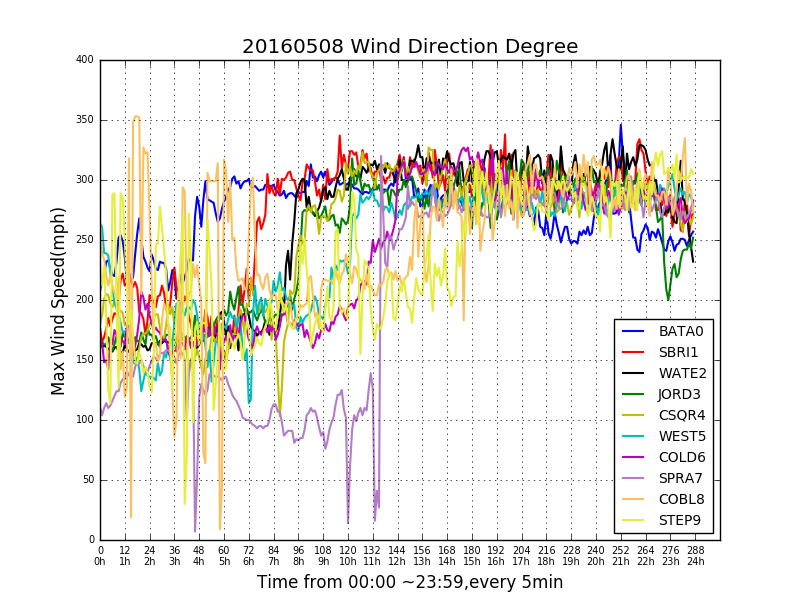 20160508 Wind Direction Degree
400
350
300
250
200
150
100
50
0
Max Wind Speed(mph)
BATA0
SBRI1
WATE2
JORD3
CSQR4
WEST5
COLD6
SPRA7
COBL8
STEP9
0 12 24 36 48 60 72 84 96 108 120 132 144 156 168 180 192 204 216 228 240 252 264 276 288
0h 1h 2h 3h 4h 5h 6h 7h 8h 9h 10h 11h 12h 13h 14h 15h 16h 17h 18h 19h 20h 21h 22h 23h 24h
Time from 00:00 ~23:59,every 5min